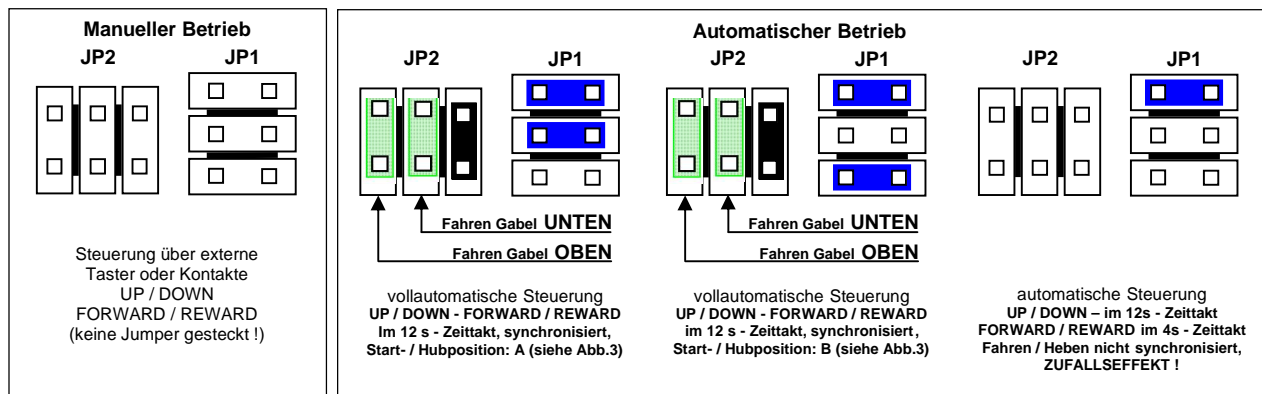 Manueller Betrieb
JP2
JP1
Steuerung über externe
Taster oder Kontakte
UP / DOWN
FORWARD / REWARD
(keine Jumper gesteckt !)
Automatischer Betrieb
JP2
JP1
Fahren Gabel UNTEN
Fahren Gabel OBEN
vollautomatische Steuerung
UP / DOWN - FORWARD / REWARD
Im 12 s - Zeittakt, synchronisiert,
Start- / Hubposition: A (siehe Abb.3)
JP2
JP1
Fahren Gabel UNTEN
Fahren Gabel OBEN
vollautomatische Steuerung
UP / DOWN - FORWARD / REWARD
im 12 s - Zeittakt, synchronisiert,
Start- / Hubposition: B (siehe Abb.3)
JP2
JP1
automatische Steuerung
UP / DOWN – im 12s - Zeittakt
FORWARD / REWARD im 4s - Zeittakt
Fahren / Heben nicht synchronisiert,
ZUFALLSEFFEKT !